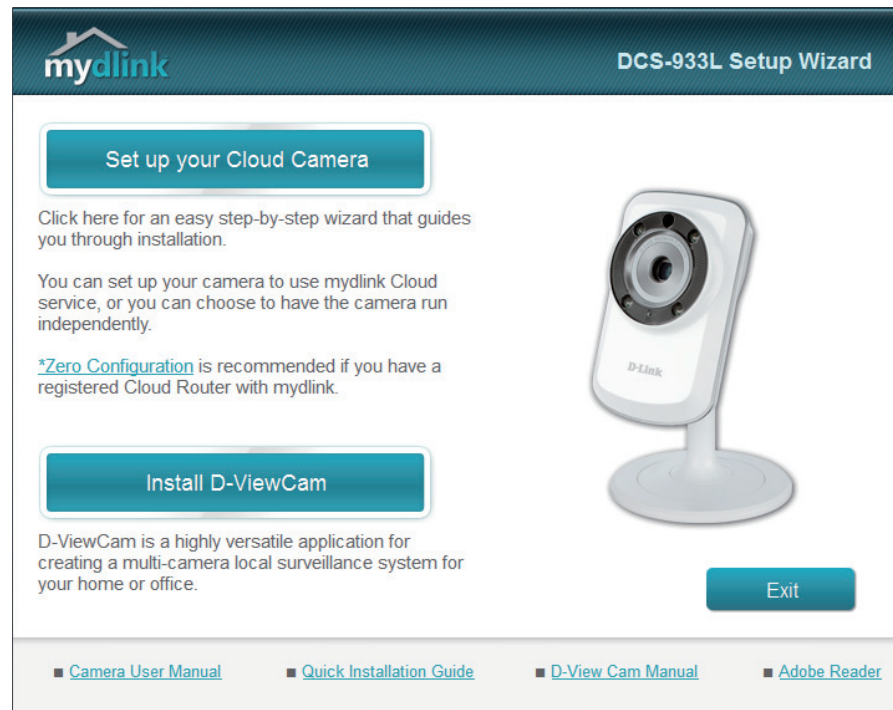 mydlink
DCS-933L Setup Wizard
Set up your Cloud Camera
Click here for an easy step-by-step wizard that guides
you through installation.
You can set up your camera to use mydlink Cloud
service, or you can choose to have the camera run
independently.
*Zero Configuration is recommended if you have a
registered Cloud Router with mydlink.
D-Link
Install D-ViewCam
D-ViewCam is a highly versatile application for
creating a multi-camera local surveillance system for
your home or office.
Exit
Camera User Manual
Quick Installation Guide
D-View Cam Manual
Adobe Reader